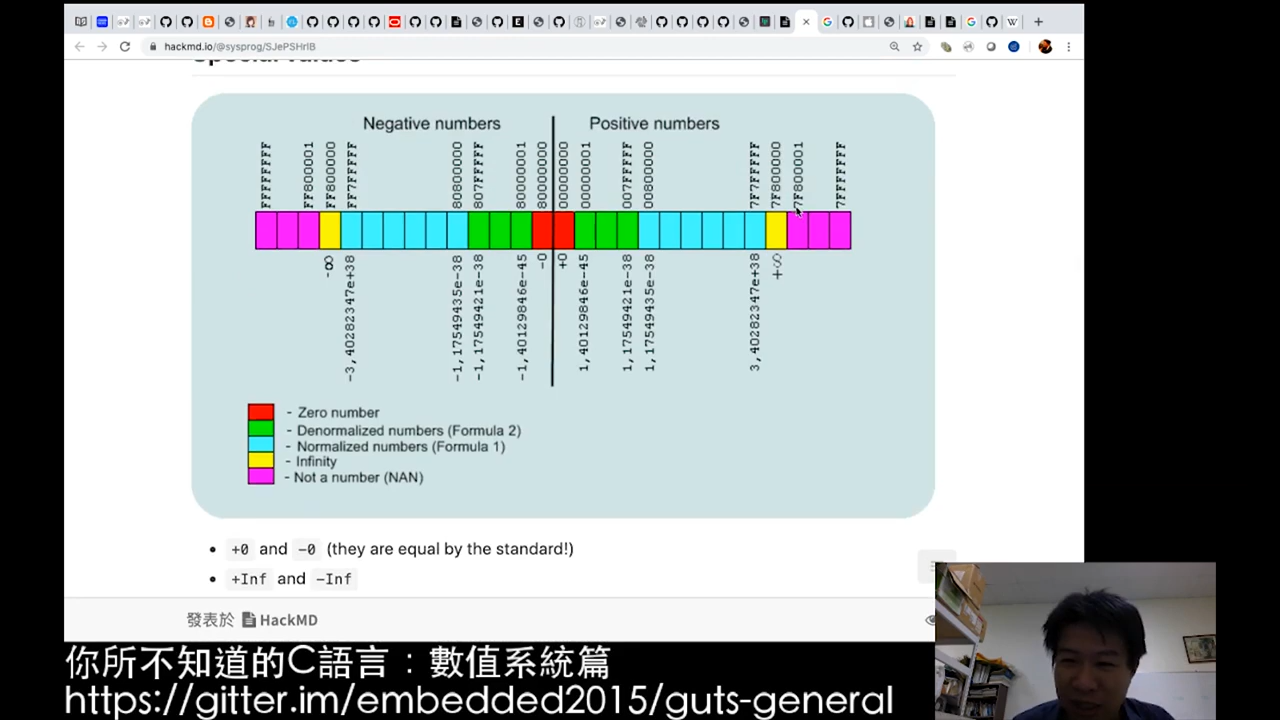 hackmd.io/@sysprog/SJePSHrlB
Special values
Negative numbers
Positive numbers
FFFFFFFF
FF800001
FF800000
FF7FFFFF
80800000
807FFFFF
80000001
80000000
00000000
00000001
007FFFFF
00800000
7F7FFFFF
7F800000
7F800001
7FFFFFFF
-∞
-3,40282347e+38
-1,17549435e-38
-1,17549421e-38
-1,40129846e-45
-0
+0
1,40129846e-45
1,17549421e-38
1,17549435e-38
3,40282347e+38
+∞
- Zero number
- Denormalized numbers (Formula 2)
- Normalized numbers (Formula 1)
- Infinity
- Not a number (NAN)
• +0 and -0 (they are equal by the standard!)
• +Inf and -Inf
發表於 HackMD
你所不知道的C語言：數值系統篇
https://gitter.im/embedded2015/guts-general